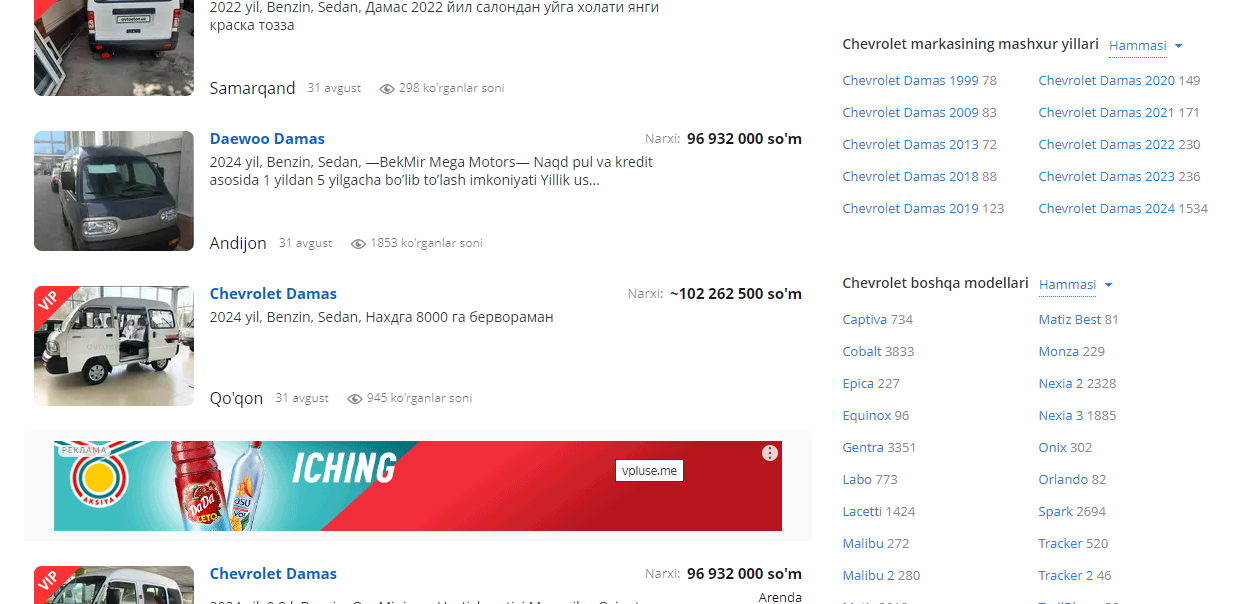 2022 yil, Benzin, Sedan, Дамас 2022 йил салондан уйга холати янги
краска тозза
Samarqand 31 avgust 298 ko'rganlar soni
VIP
Daewoo Damas Narxi: 96 932 000 so'm
2024 yil, Benzin, Sedan, —BekMir Mega Motors— Naqd pul va kredit
asosida 1 yildan 5 yilgacha bo’lib to’lash imkoniyati Yillik us...
Andijon 31 avgust 1853 ko'rganlar soni
VIP
Chevrolet Damas Narxi: ~102 262 500 so'm
2024 yil, Benzin, Sedan, Нахдга 8000 га бервораман
Qo'qon 31 avgust 945 ko'rganlar soni
РЕКЛАМА
AKSIYA
DaDa
ICHING
vpluse.me
VIP
Chevrolet Damas Narxi: 96 932 000 so'm
Arenda
Chevrolet markasining mashxur yillari Hammasi
Chevrolet Damas 1999 78 Chevrolet Damas 2020 149
Chevrolet Damas 2009 83 Chevrolet Damas 2021 171
Chevrolet Damas 2013 72 Chevrolet Damas 2022 230
Chevrolet Damas 2018 88 Chevrolet Damas 2023 236
Chevrolet Damas 2019 123 Chevrolet Damas 2024 1534
Chevrolet boshqa modellari Hammasi
Captiva 734 Matiz Best 81
Cobalt 3833 Monza 229
Epica 227 Nexia 2 2328
Equinox 96 Nexia 3 1885
Gentra 3351 Onix 302
Labo 773 Orlando 82
Lacetti 1424 Spark 2694
Malibu 272 Tracker 520
Malibu 2 280 Tracker 2 46